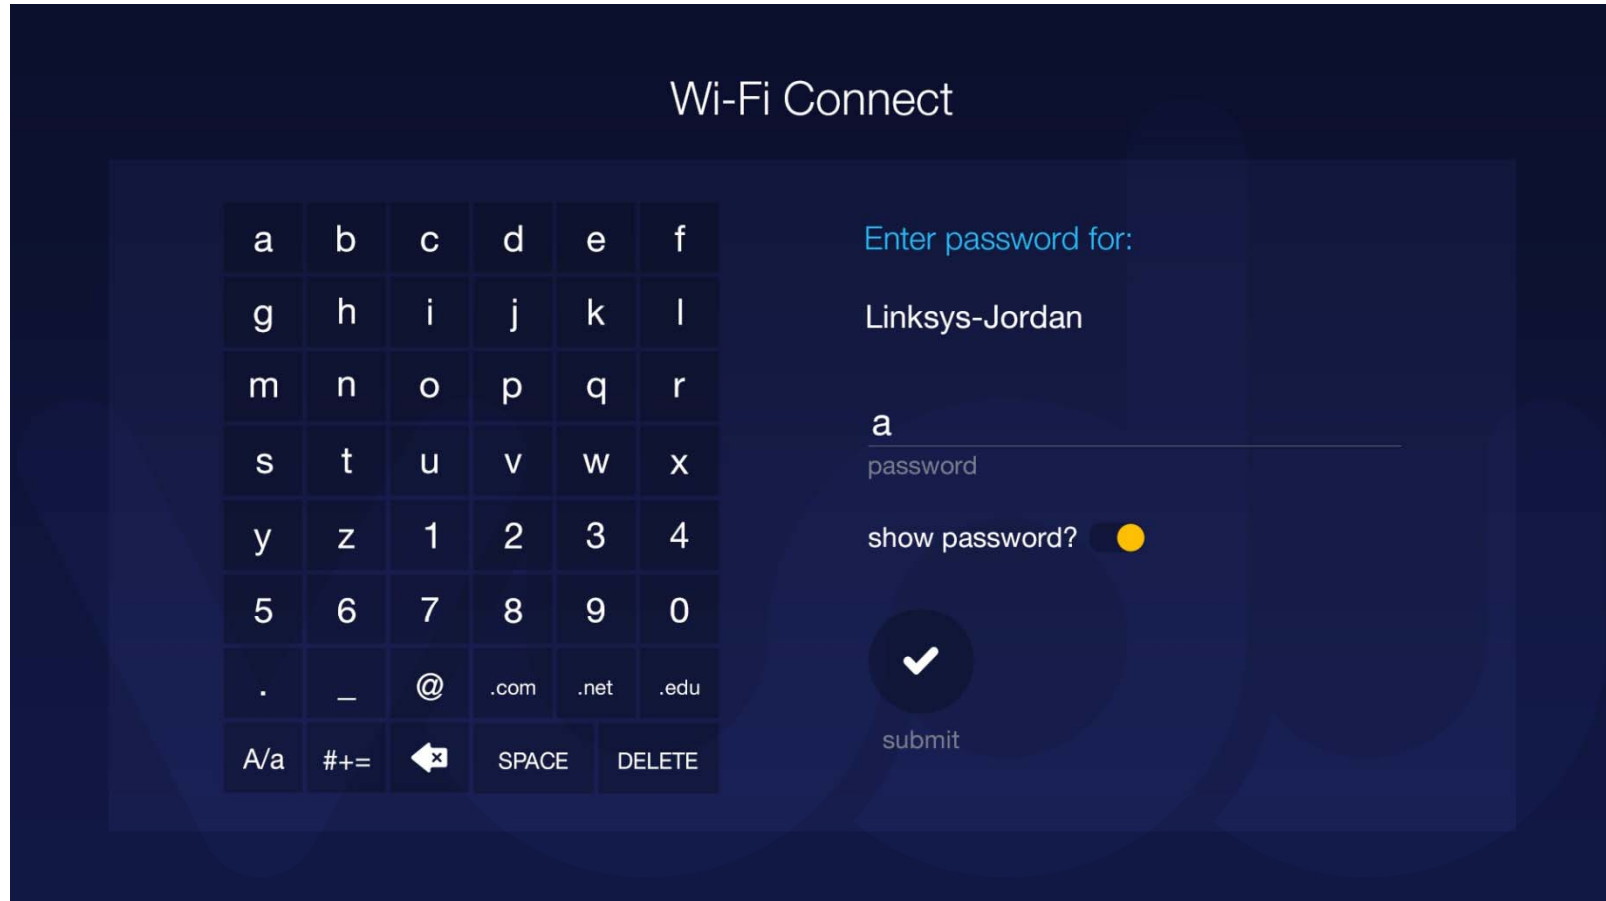 Wi-Fi Connect
a b c d e f
g h i j k l
m n o p q r
s t u v w x
y z 1 2 3 4
5 6 7 8 9 0
. _ @ .com .net .edu
A/a #+= SPACE DELETE
Enter password for:
Linksys-Jordan
a
password
show password?
submit